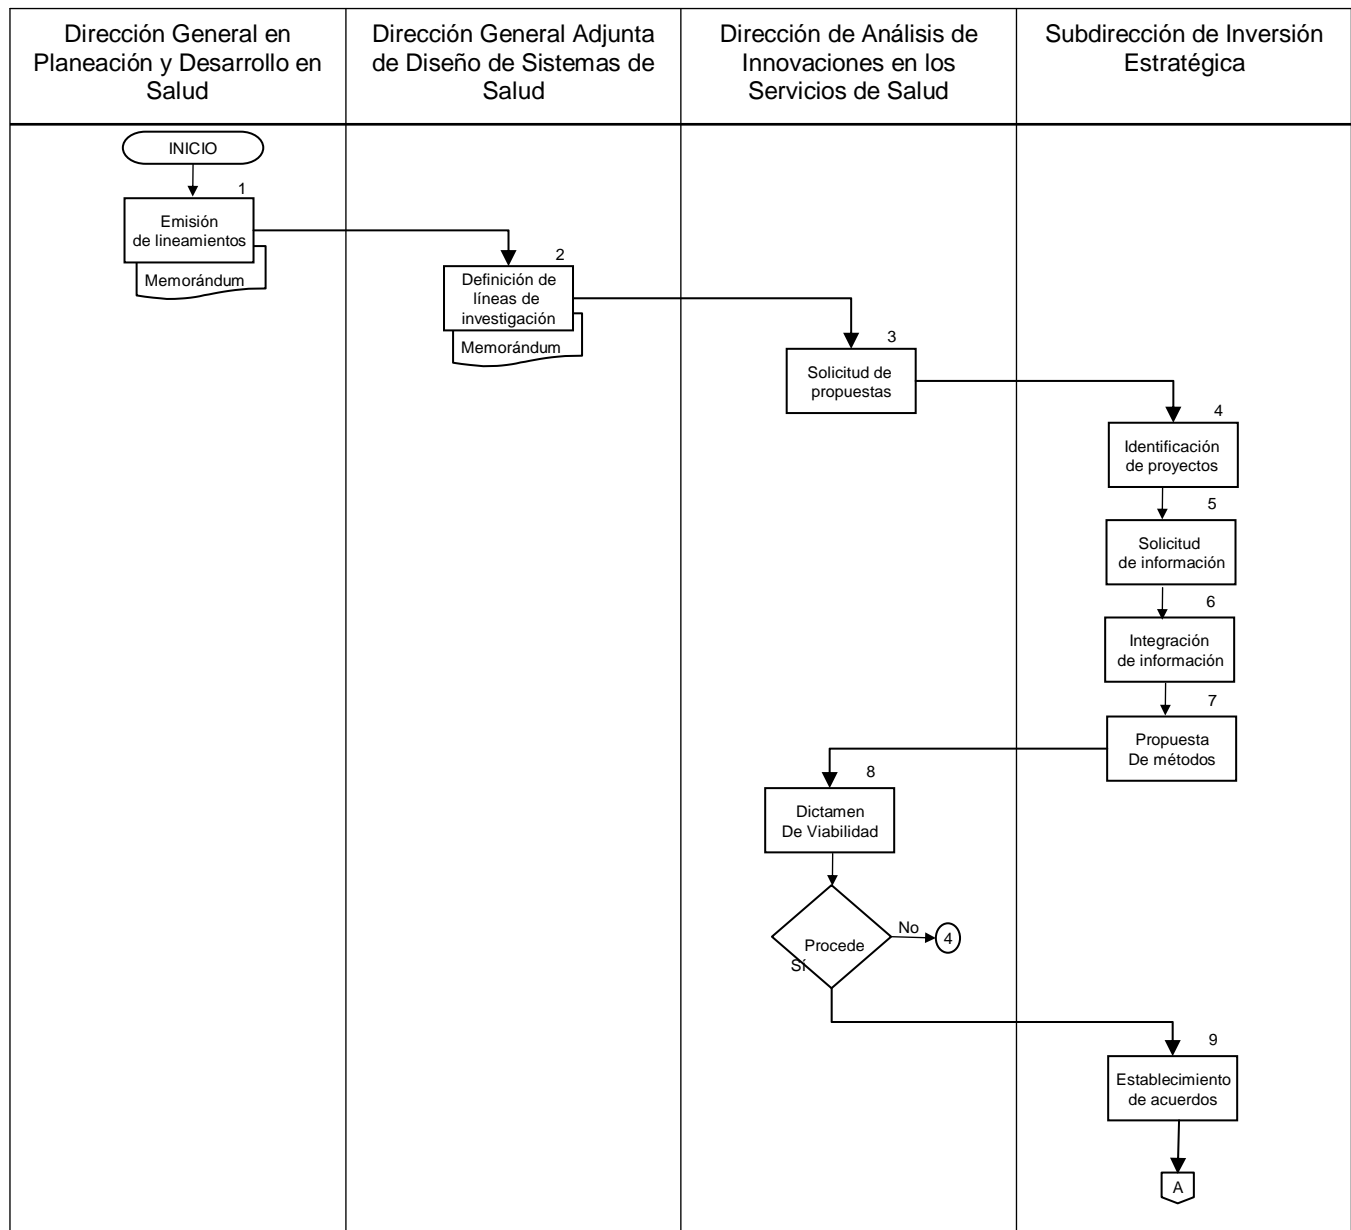 Dirección General en
Planeación y Desarrollo en
Salud
Dirección General Adjunta
de Diseño de Sistemas de
Salud
Dirección de Análisis de
Innovaciones en los
Servicios de Salud
Subdirección de Inversión
Estratégica
INICIO
1
Emisión
de lineamientos
Memorándum
2
Definición de
líneas de
investigación
Memorándum
3
Solicitud de
propuestas
4
Identificación
de proyectos
5
Solicitud
de información
6
Integración
de información
7
Propuesta
De métodos
8
Dictamen
De Viabilidad
Procede
No
4
Sí
9
Establecimiento
de acuerdos
A